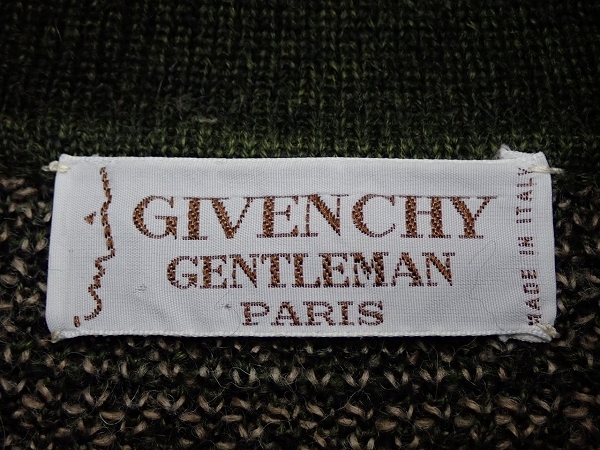 GIVENCHY
GENTLEMAN
PARIS
MADE IN ITALY